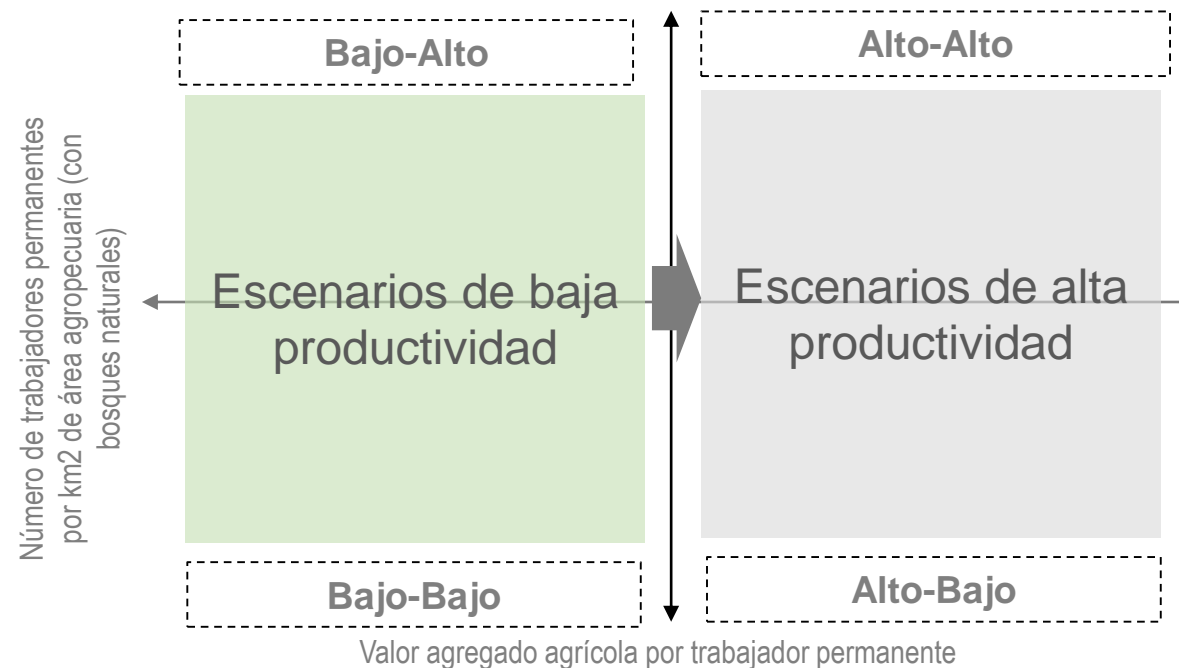 Bajo-Alto
Alto-Alto
Número de trabajadores permanentes
por km2 de área agropecuaria (con
bosques naturales)
Escenarios de baja
productividad
Escenarios de alta
productividad
Bajo-Bajo
Alto-Bajo
Valor agregado agrícola por trabajador permanente